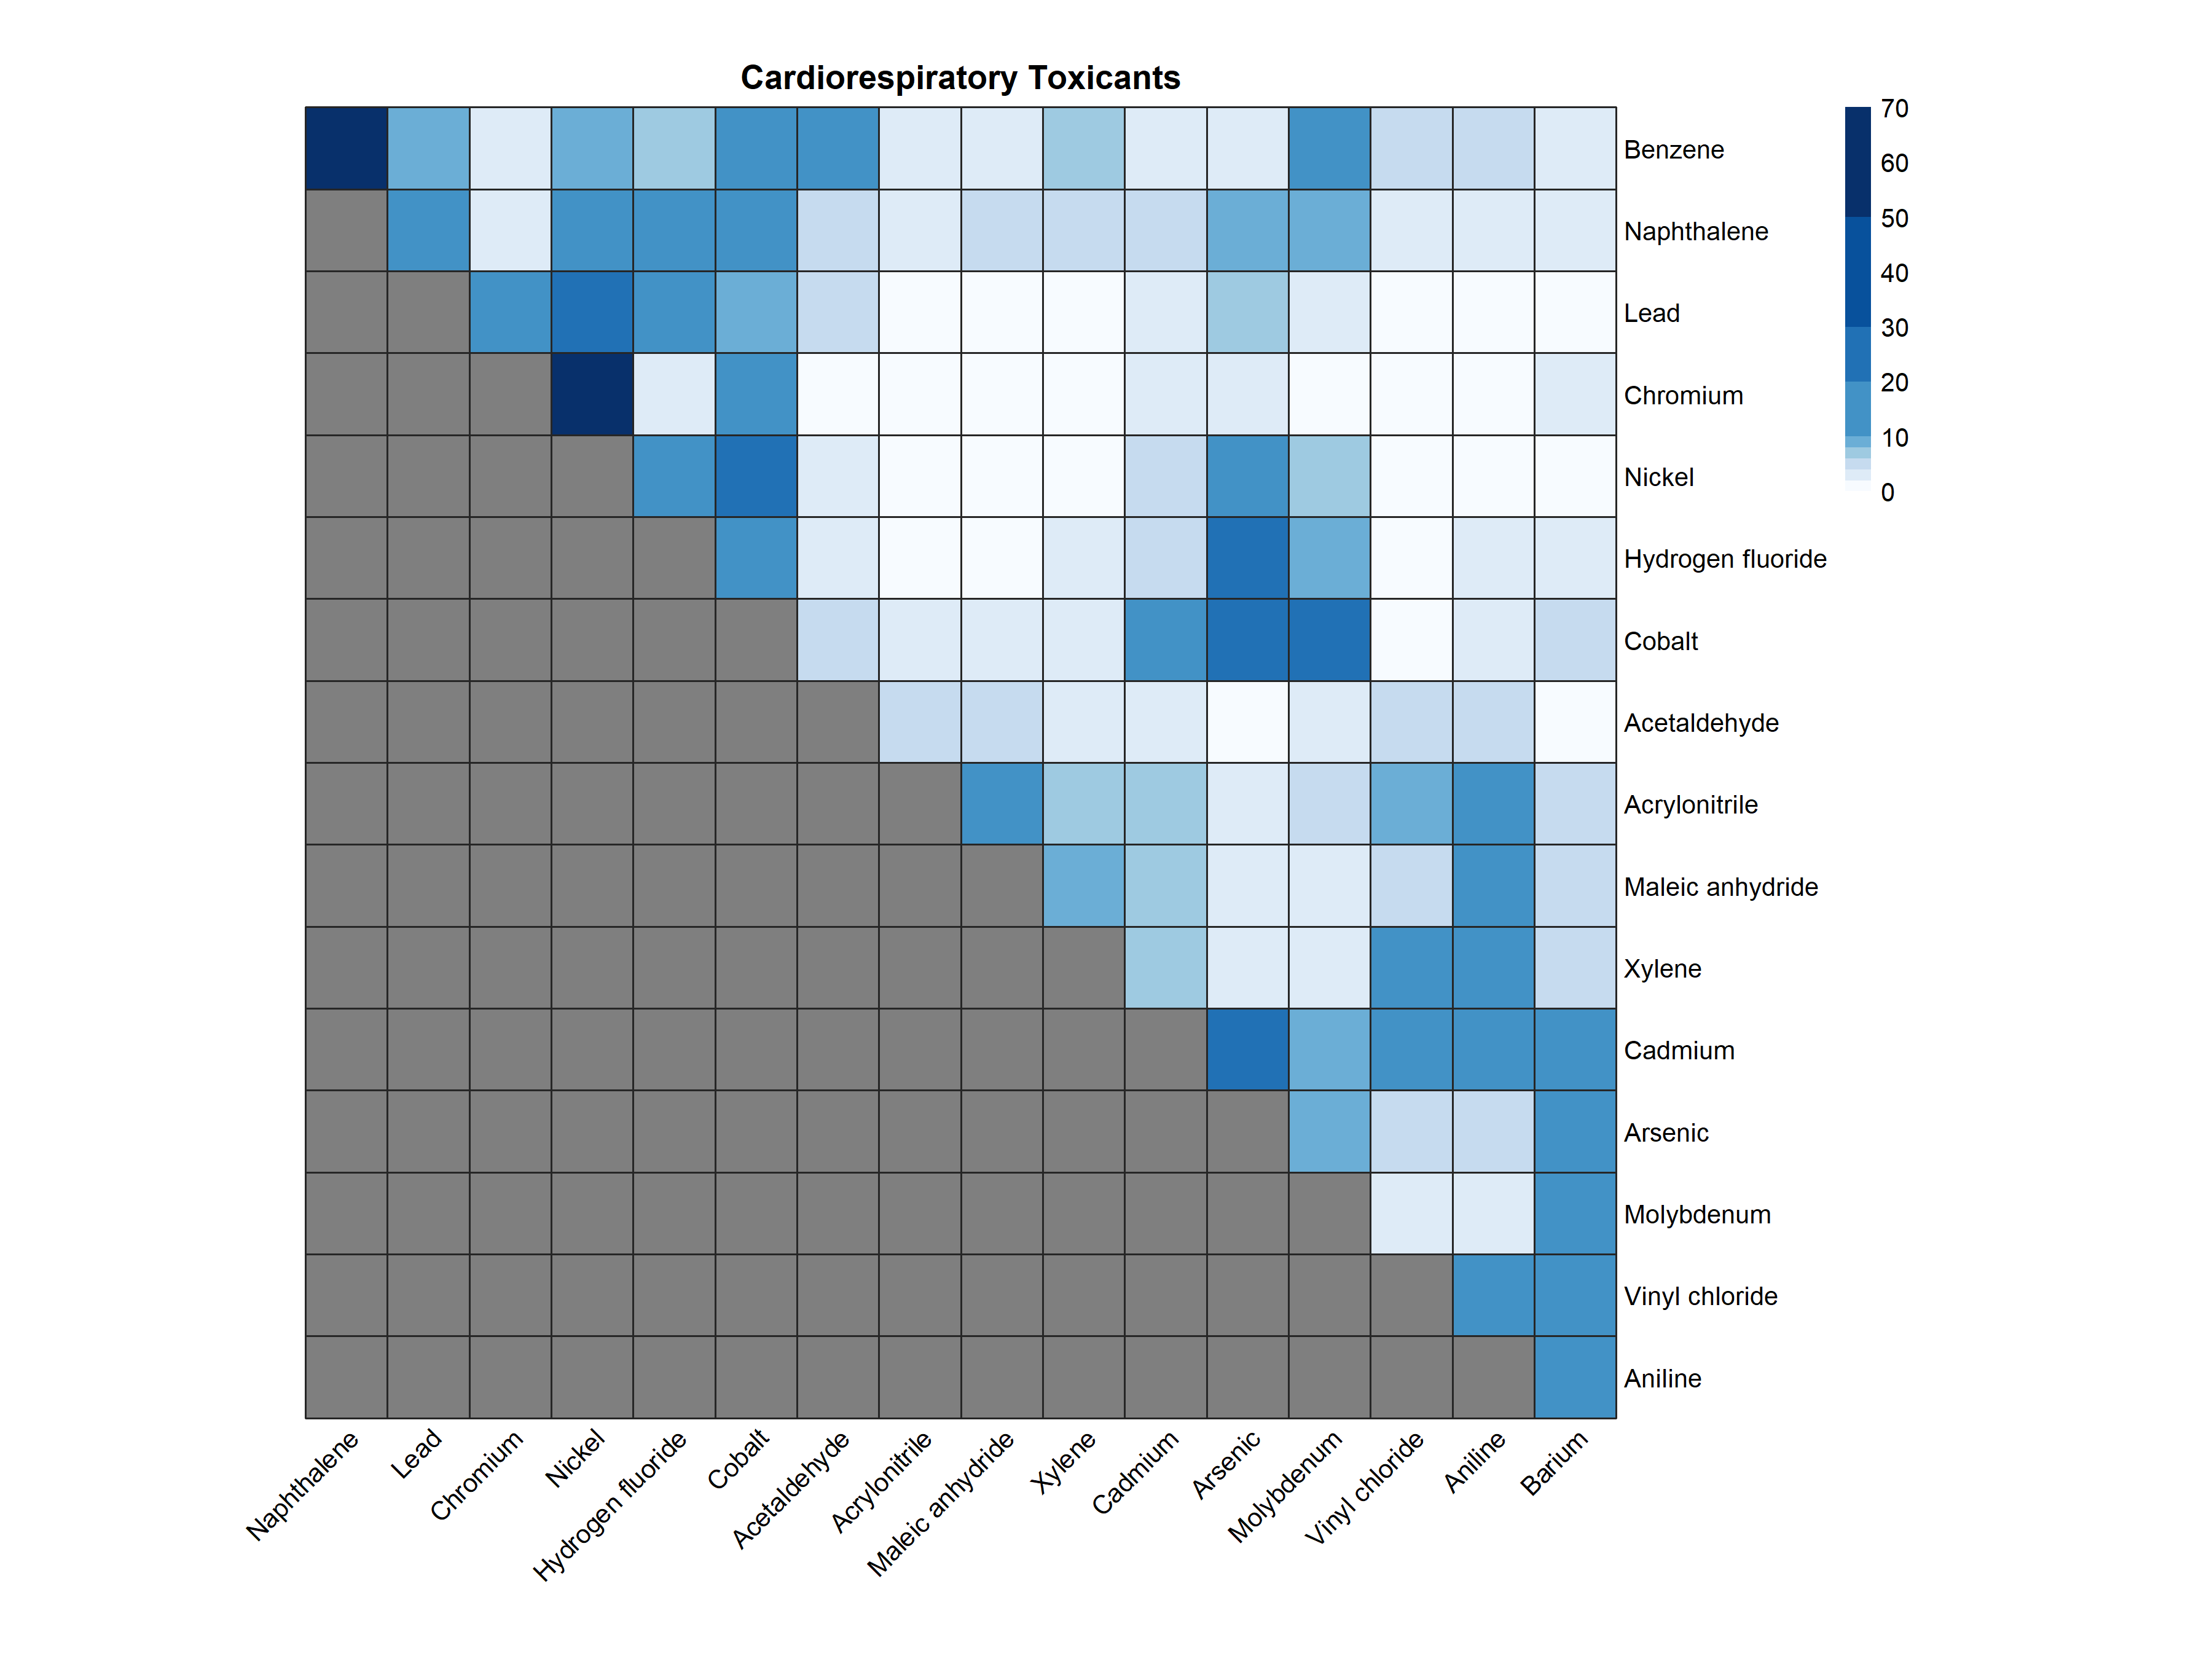 Cardiorespiratory Toxicants
Benzene
Naphthalene
Lead
Chromium
Nickel
Hydrogen fluoride
Cobalt
Acetaldehyde
Acrylonitrile
Maleic anhydride
Xylene
Cadmium
Arsenic
Molybdenum
Vinyl chloride
Aniline
70
60
50
40
30
20
10
0
Naphthalene
Lead
Chromium
Nickel
Hydrogen fluoride
Cobalt
Acetaldehyde
Acrylonitrile
Maleic anhydride
Xylene
Cadmium
Arsenic
Molybdenum
Vinyl chloride
Aniline
Barium